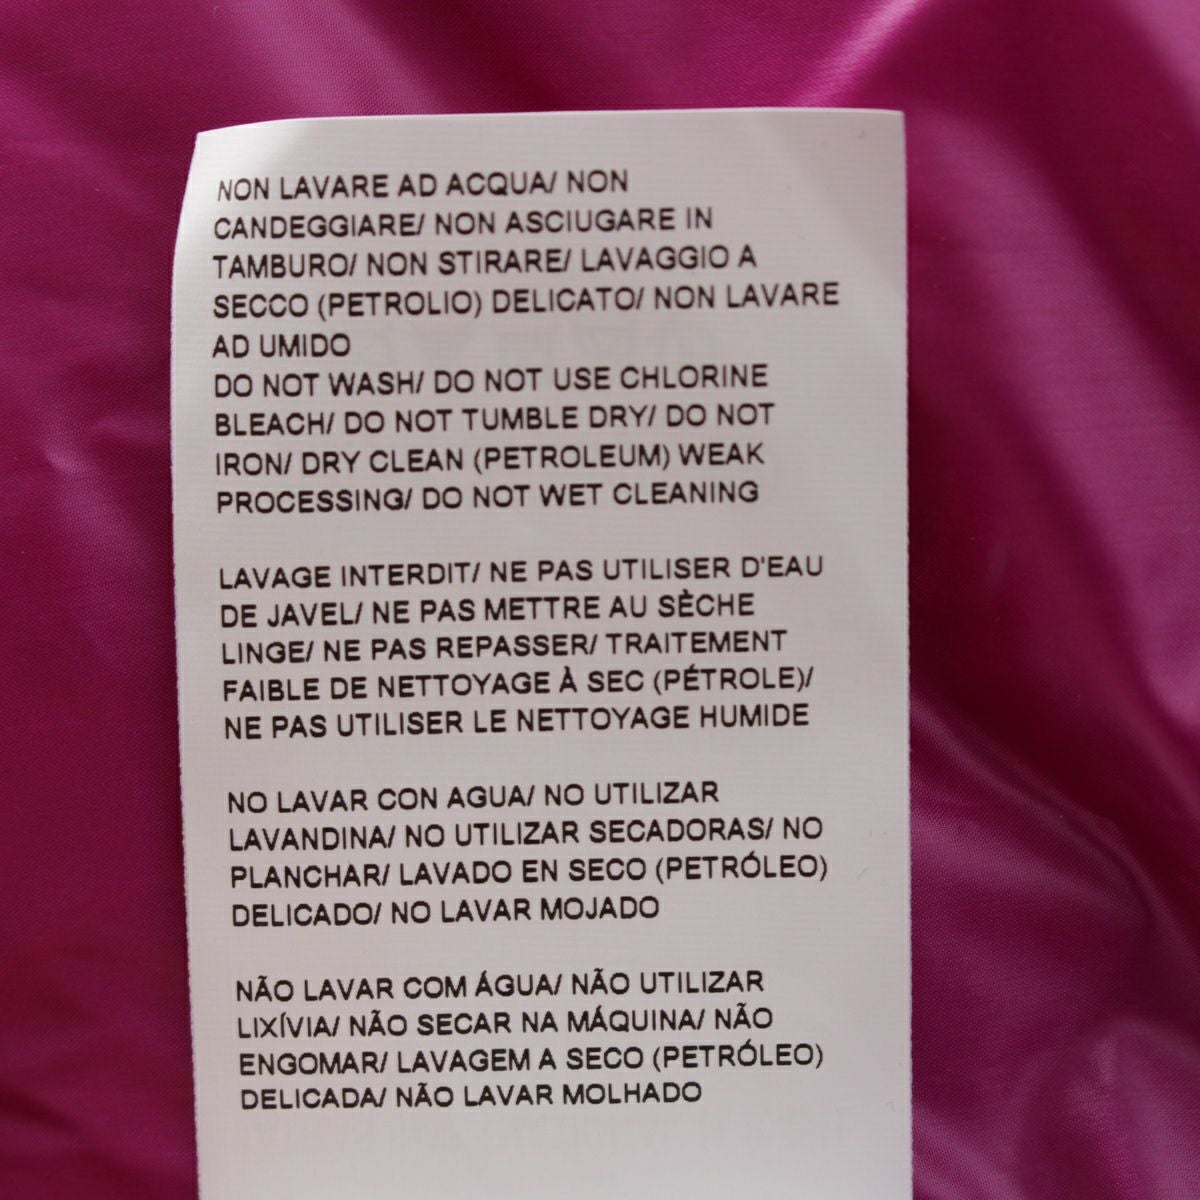 NON LAVARE AD ACQUA/ NON
CANDEGGIARE/ NON ASCIUGARE IN
TAMBURO/ NON STIRARE/ LAVAGGIO A
SECCO (PETROLIO) DELICATO/ NON LAVARE
AD UMIDO
DO NOT WASH/ DO NOT USE CHLORINE
BLEACH/ DO NOT TUMBLE DRY/ DO NOT
IRON/ DRY CLEAN (PETROLEUM) WEAK
PROCESSING/ DO NOT WET CLEANING
LAVAGE INTERDIT/ NE PAS UTILISER D'EAU
DE JAVEL/ NE PAS METTRE AU SÈCHE
LINGE/ NE PAS REPASSER/ TRAITEMENT
FAIBLE DE NETTOYAGE À SEC (PÉTROLE)/
NE PAS UTILISER LE NETTOYAGE HUMIDE
NO LAVAR CON AGUA/ NO UTILIZAR
LAVANDINA/ NO UTILIZAR SECADORAS/ NO
PLANCHAR/ LAVADO EN SECO (PETRÓLEO)
DELICADO/ NO LAVAR MOJADO
NÃO LAVAR COM ÁGUA/ NÃO UTILIZAR
LIXÍVIA/ NÃO SECAR NA MÁQUINA/ NÃO
ENGOMAR/ LAVAGEM A SECO (PETRÓLEO)
DELICADA/ NÃO LAVAR MOLHADO